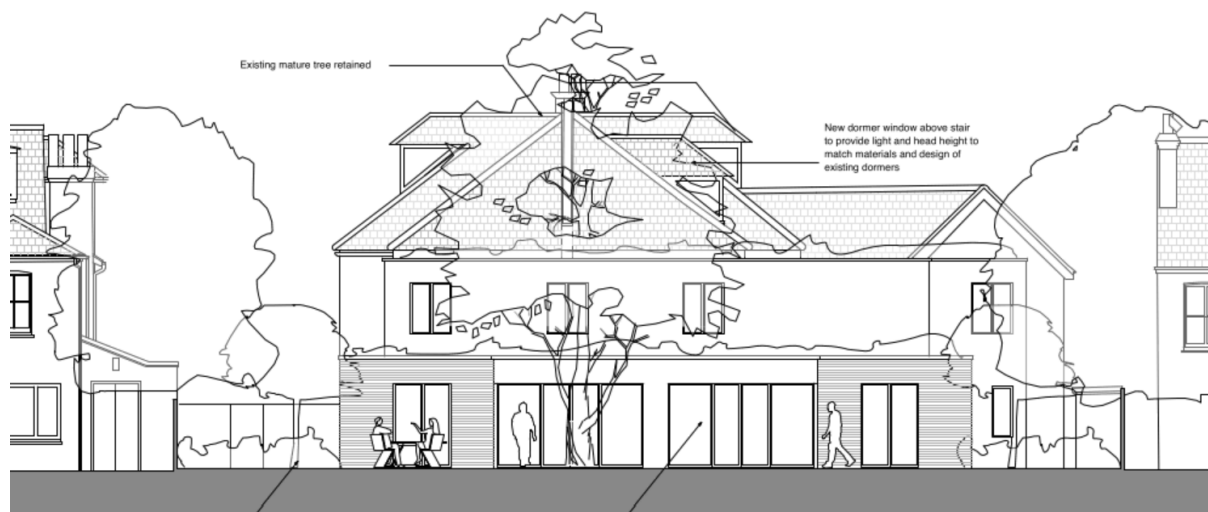 Existing mature tree retained
New dormer window above stair
to provide light and head height to
match materials and design of
existing dormers